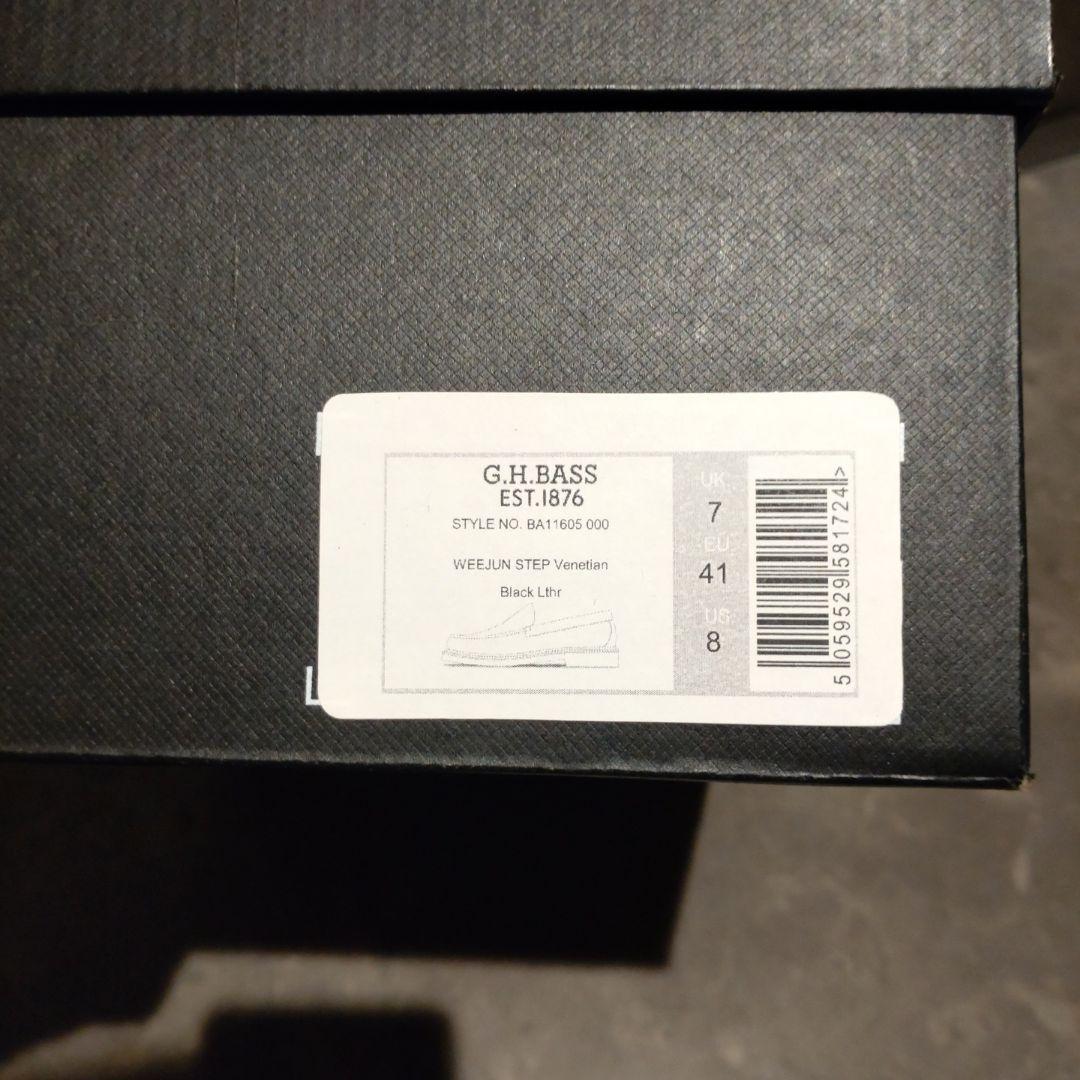 G.H.BASS
EST.1876
STYLE NO. BA11605 000
WEEJUN STEP Venetian
Black Lthr
UK
7
EU
41
US
8
5 059529 581724 >